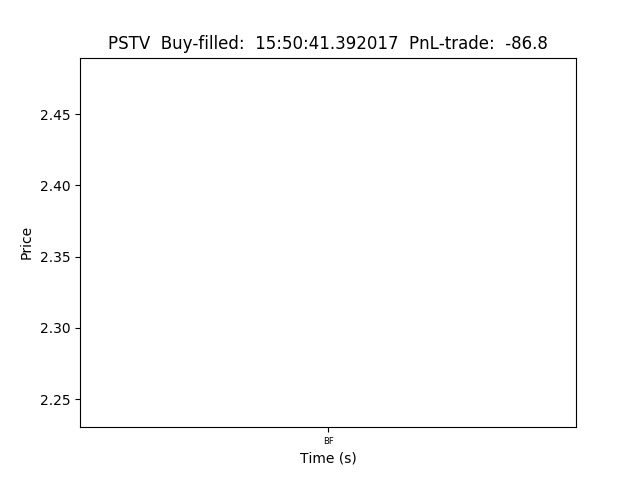 PSTV  Buy-filled:  15:50:41.392017  PnL-trade:  -86.8
2.45
2.40
2.35
2.30
2.25
Price
BF
Time (s)